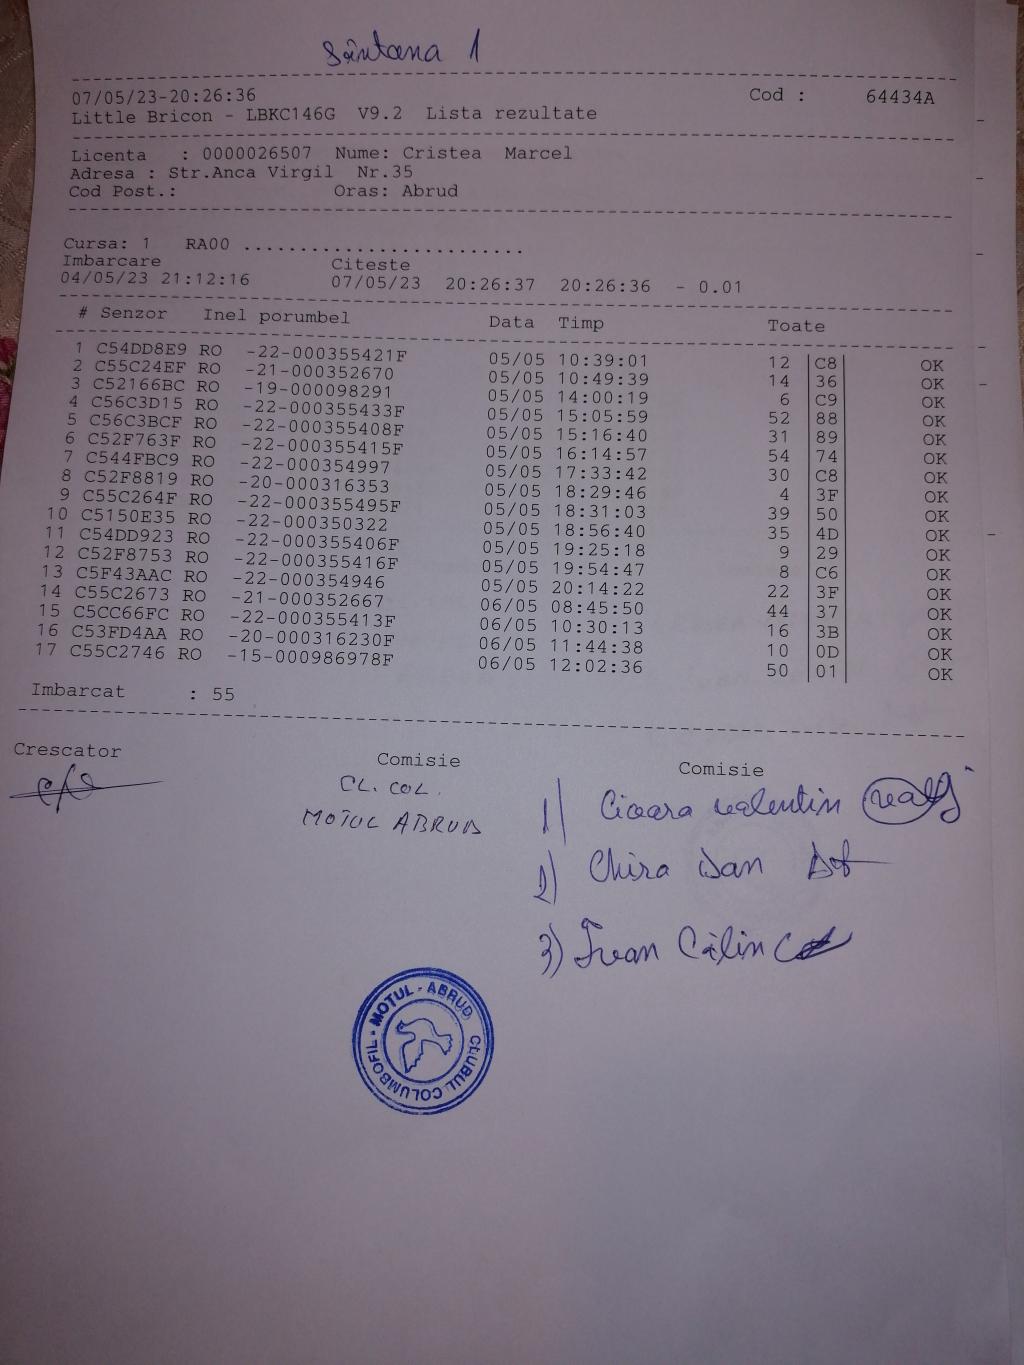 Sântana 1
07/05/23-20:26:36 Cod : 64434A
Little Bricon - LBKC146G V9.2 Lista rezultate
Licenta : 0000026507 Nume: Cristea Marcel
Adresa : Str.Anca Virgil Nr.35
Cod Post.: Oras: Abrud
Cursa: 1 RA00 .........................
Imbarcare Citeste
04/05/23 21:12:16 07/05/23 20:26:37 20:26:36 - 0.01
# Senzor Inel porumbel Data Timp Toate
1 C54DD8E9 RO -22-000355421F 05/05 10:39:01 12 C8 OK
2 C55C24EF RO -21-000352670 05/05 10:49:39 14 36 OK
3 C52166BC RO -19-000098291 05/05 14:00:19 6 C9 OK
4 C56C3D15 RO -22-000355433F 05/05 15:05:59 52 88 OK
5 C56C3BCF RO -22-000355408F 05/05 15:16:40 31 89 OK
6 C52F763F RO -22-000355415F 05/05 16:14:57 54 74 OK
7 C544FBC9 RO -22-000354997 05/05 17:33:42 30 C8 OK
8 C52F8819 RO -20-000316353 05/05 18:29:46 4 3F OK
9 C55C264F RO -22-000355495F 05/05 18:31:03 39 50 OK
10 C5150E35 RO -22-000350322 05/05 18:56:40 35 4D OK
11 C54DD923 RO -22-000355406F 05/05 19:25:18 9 29 OK
12 C52F8753 RO -22-000355416F 05/05 19:54:47 8 C6 OK
13 C5F43AAC RO -22-000354946 05/05 20:14:22 22 3F OK
14 C55C2673 RO -21-000352667 06/05 08:45:50 44 37 OK
15 C5CC66FC RO -22-000355413F 06/05 10:30:13 16 3B OK
16 C53FD4AA RO -20-000316230F 06/05 11:44:38 10 0D OK
17 C55C2746 RO -15-000986978F 06/05 12:02:36 50 01 OK
Imbarcat : 55
Crescator Comisie Comisie
CL. COL.
MOTUL ABRUD
1) Cioara Valentin
2) Chira Dan
3) Ivan Călin
MOTUL - ABRUD
CLUBUL COLUMBOFIL